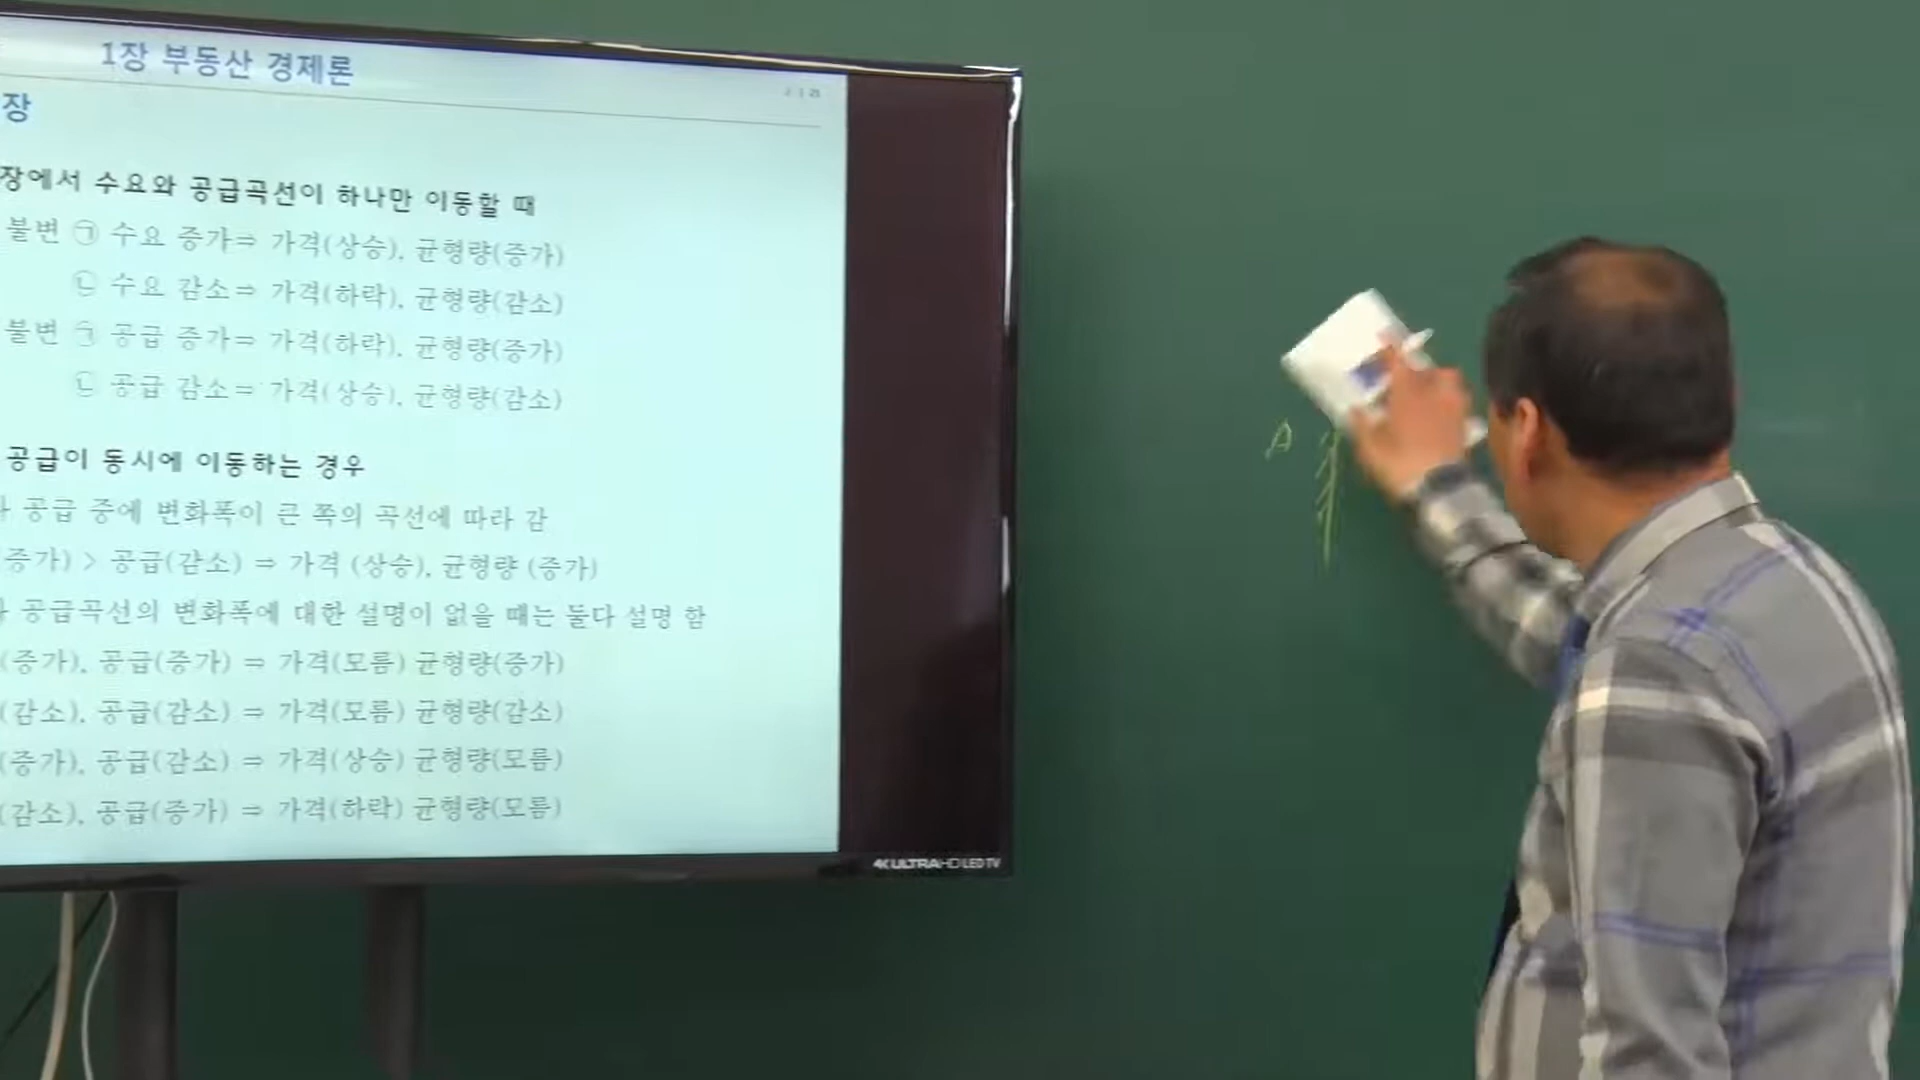 1장 부동산 경제론
장
장에서 수요와 공급곡선이 하나만 이동할 때
불변 ㉠ 수요 증가⇒ 가격(상승), 균형량(증가)
㉡ 수요 감소⇒ 가격(하락), 균형량(감소)
불변 ㉠ 공급 증가⇒ 가격(하락), 균형량(증가)
㉡ 공급 감소⇒ 가격(상승), 균형량(감소)
공급이 동시에 이동하는 경우
공급 중에 변화폭이 큰 쪽의 곡선에 따라 감
증가) > 공급(감소) ⇒ 가격 (상승), 균형량 (증가)
공급곡선의 변화폭에 대한 설명이 없을 때는 둘다 설명 함
(증가), 공급(증가) ⇒ 가격(모름) 균형량(증가)
(감소), 공급(감소) ⇒ 가격(모름) 균형량(감소)
(증가), 공급(감소) ⇒ 가격(상승) 균형량(모름)
(감소), 공급(증가) ⇒ 가격(하락) 균형량(모름)
4K ULTRA HD LED TV
A